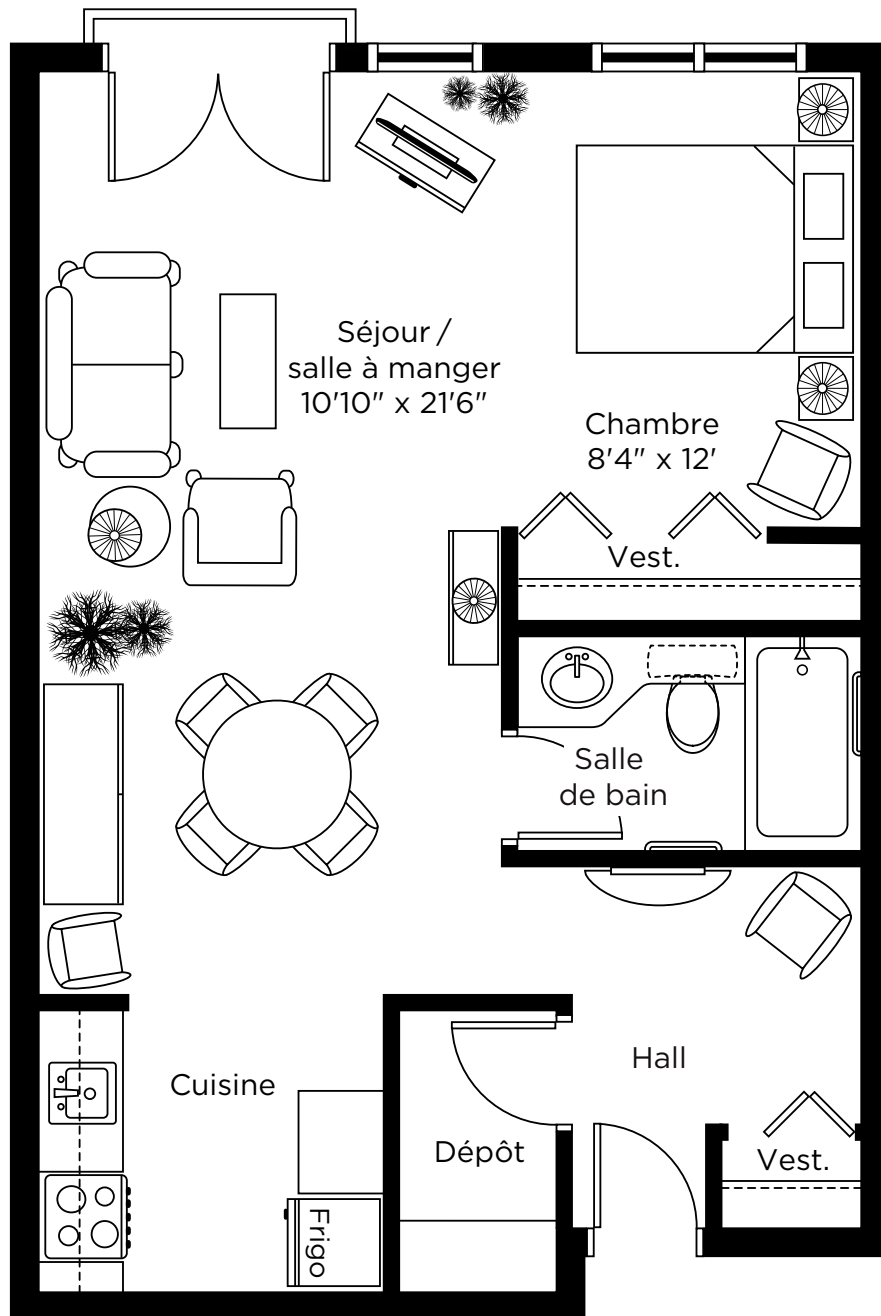 Séjour /
salle à manger
10'10" x 21'6"
Chambre
8'4" x 12'
Vest.
Salle
de bain
Hall
Cuisine
Dépôt
Vest.
Frigo